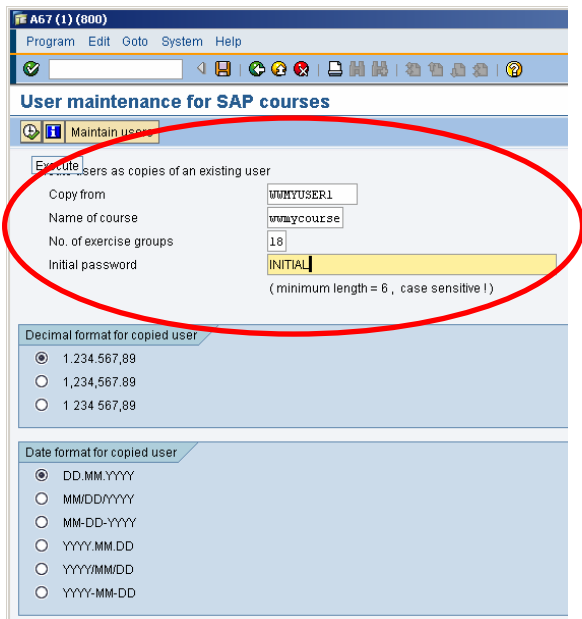 A67 (1) (800)
Program Edit Goto System Help
User maintenance for SAP courses
Maintain users
Execute
users as copies of an existing user
Copy from WWMYUSER1
Name of course wwmycourse
No. of exercise groups 18
Initial password INITIAL
( minimum length = 6 , case sensitive ! )
Decimal format for copied user
1.234.567,89
1,234,567.89
1 234 567,89
Date format for copied user
DD.MM.YYYY
MM/DD/YYYY
MM-DD-YYYY
YYYY.MM.DD
YYYY/MM/DD
YYYY-MM-DD